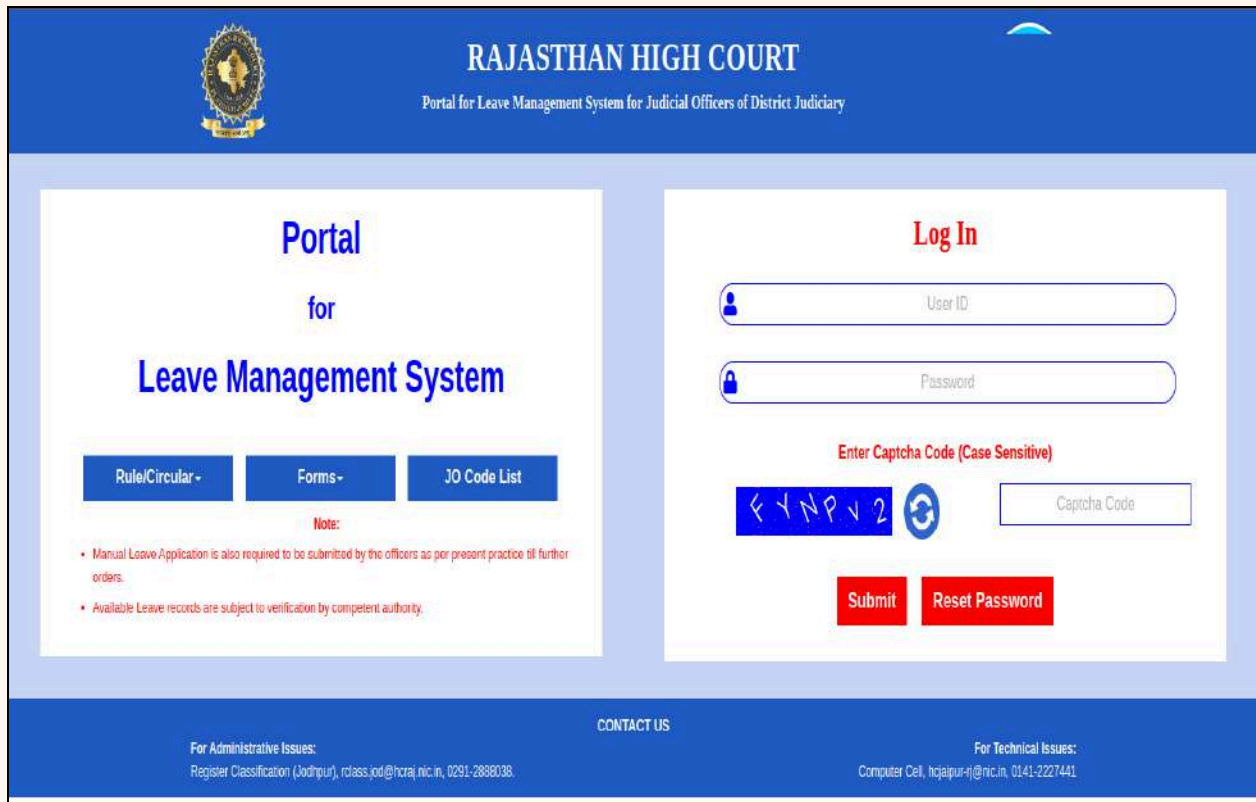 RAJASTHAN HIGH COURT
Portal for Leave Management System for Judicial Officers of District Judiciary
Portal
for
Leave Management System
Rule/Circular
Forms
JO Code List
Note:
• Manual Leave Application is also required to be submitted by the officers as per present practice till further
orders.
• Available Leave records are subject to verification by competent authority.
Log In
User ID
Password
Enter Captcha Code (Case Sensitive)
FYNPv2
Captcha Code
Submit
Reset Password
CONTACT US
For Administrative Issues:
Register Classification (Jodhpur), rclass.jod@hcraj.nic.in, 0291-2888038.
For Technical Issues:
Computer Cell, hcjaipur-rj@nic.in, 0141-2227441